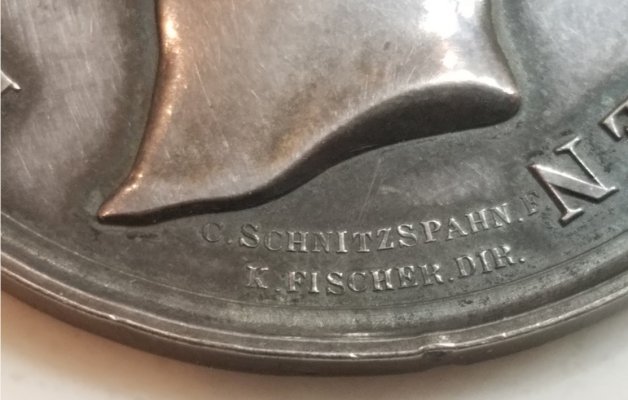 C. SCHNITZSPAHN. F
K. FISCHER. DIR.
N